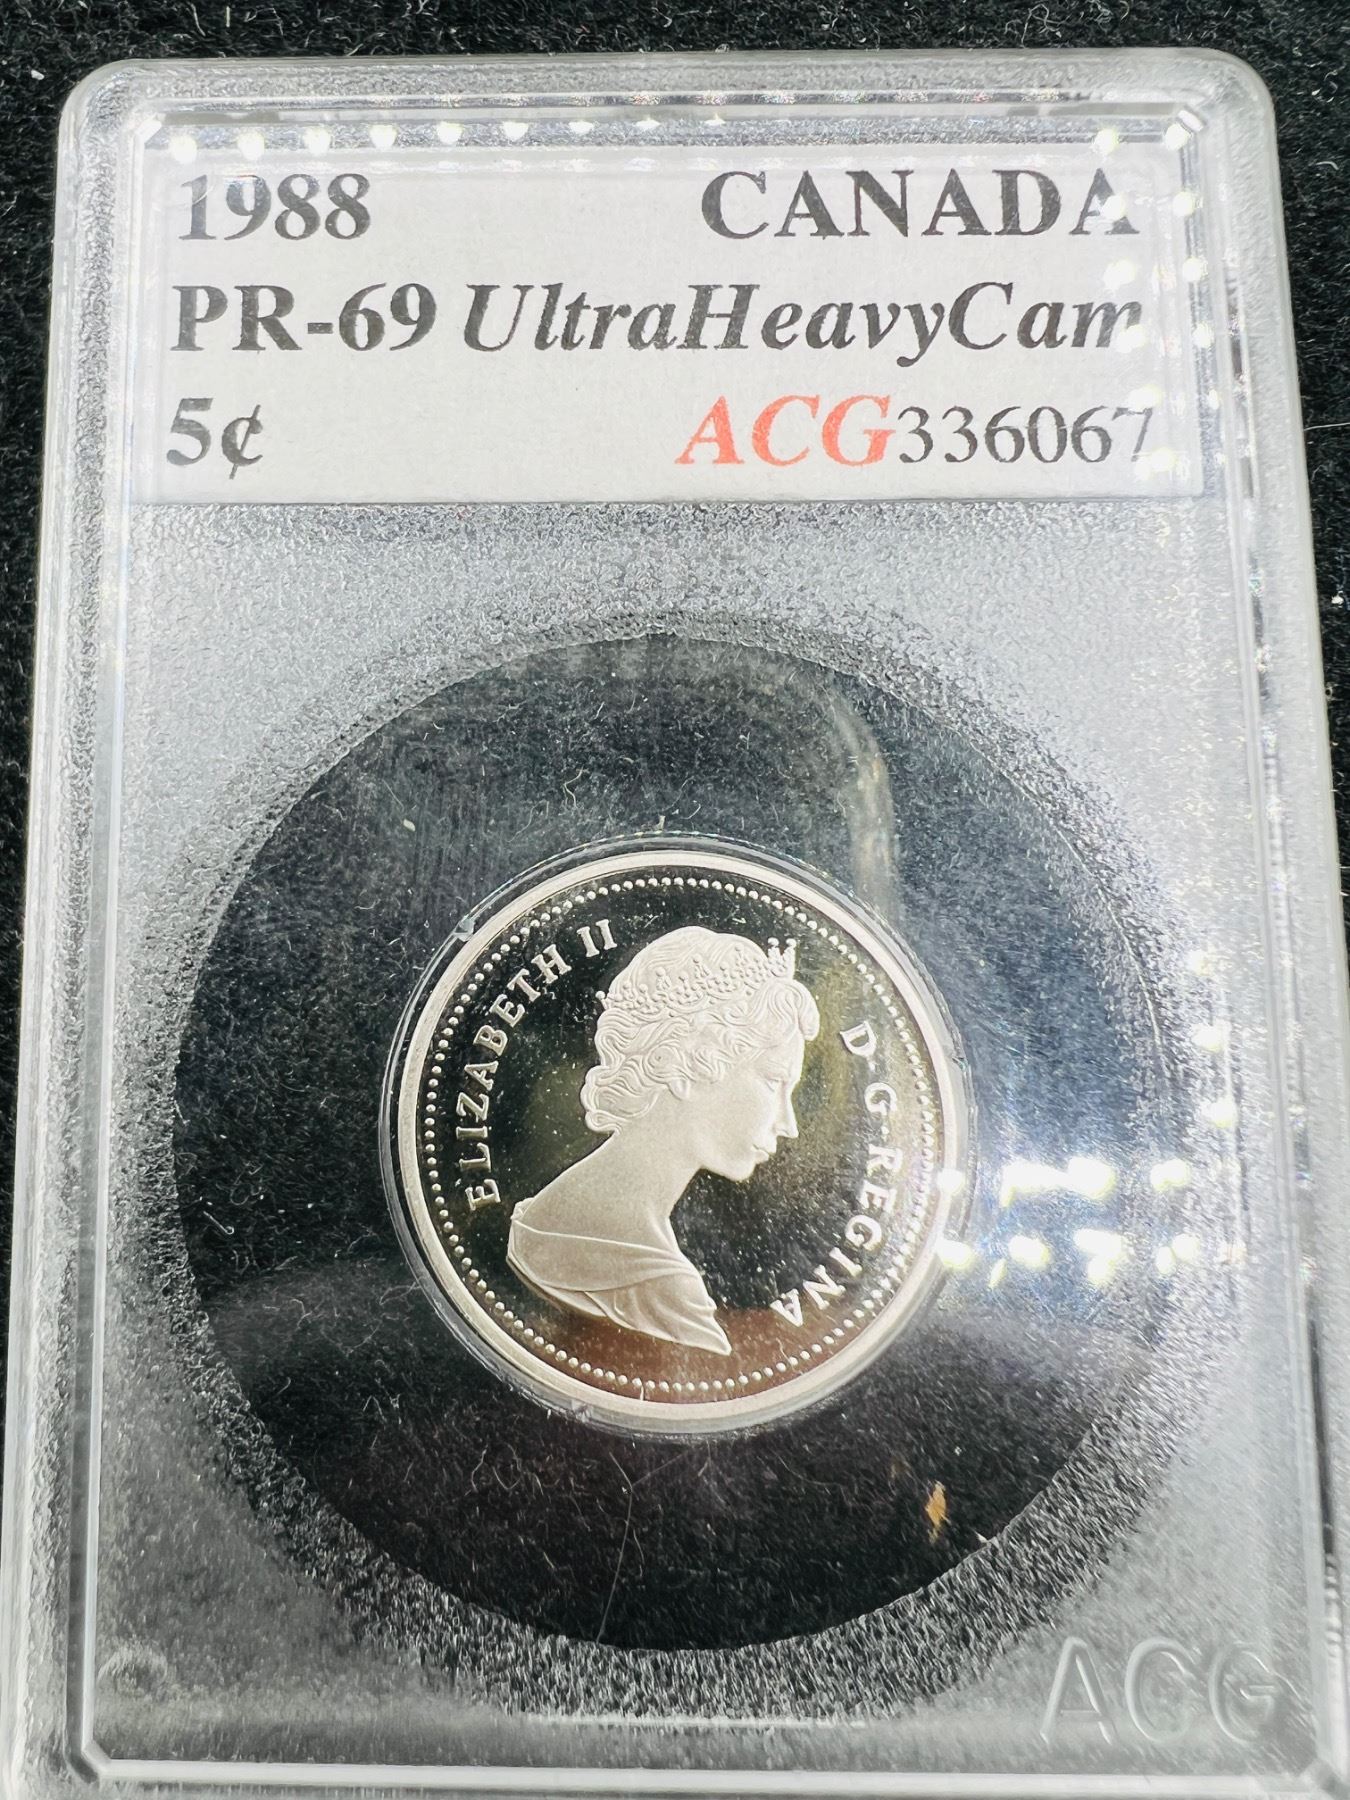 1988 CANADA
PR-69 UltraHeavyCam
5¢ ACG336067
ELIZABETH II D·G·REGINA
ACG